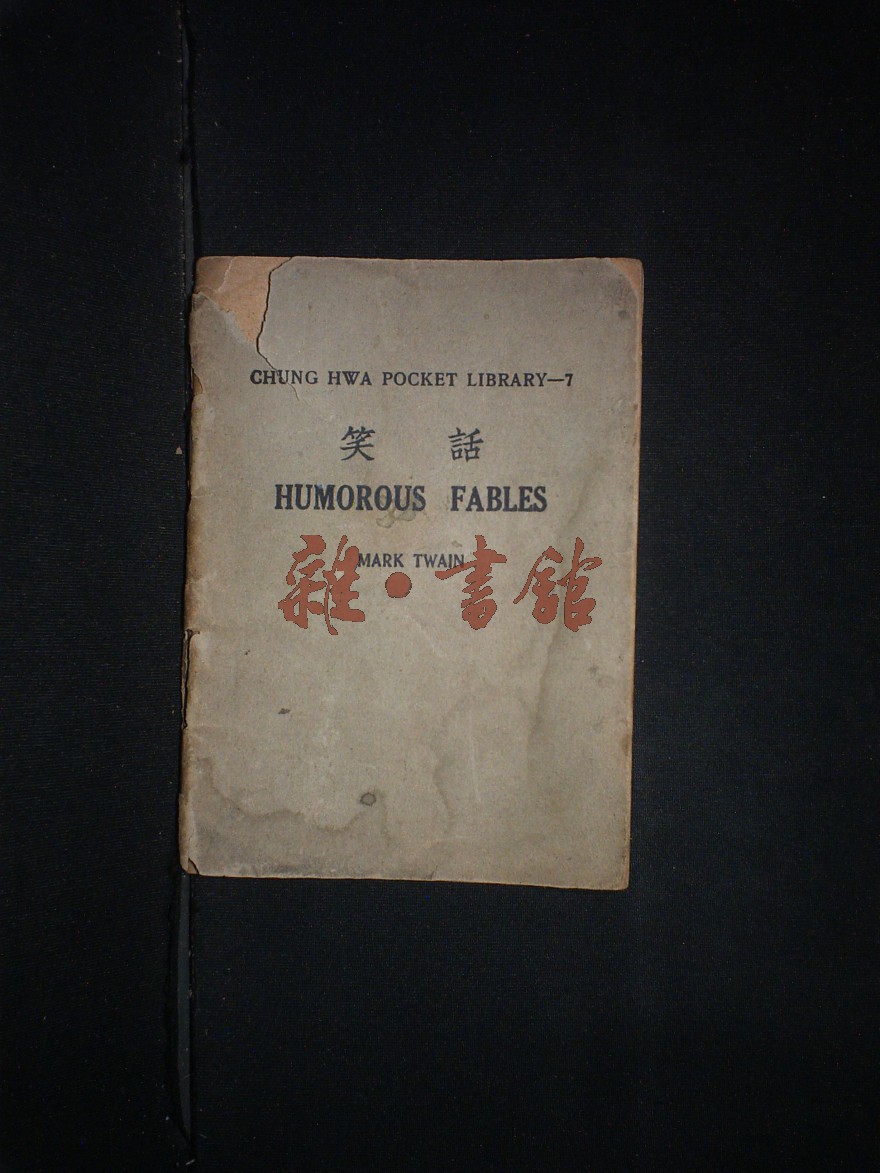 CHUNG HWA POCKET LIBRARY—7
笑 話
HUMOROUS FABLES
MARK TWAIN
雜·書館